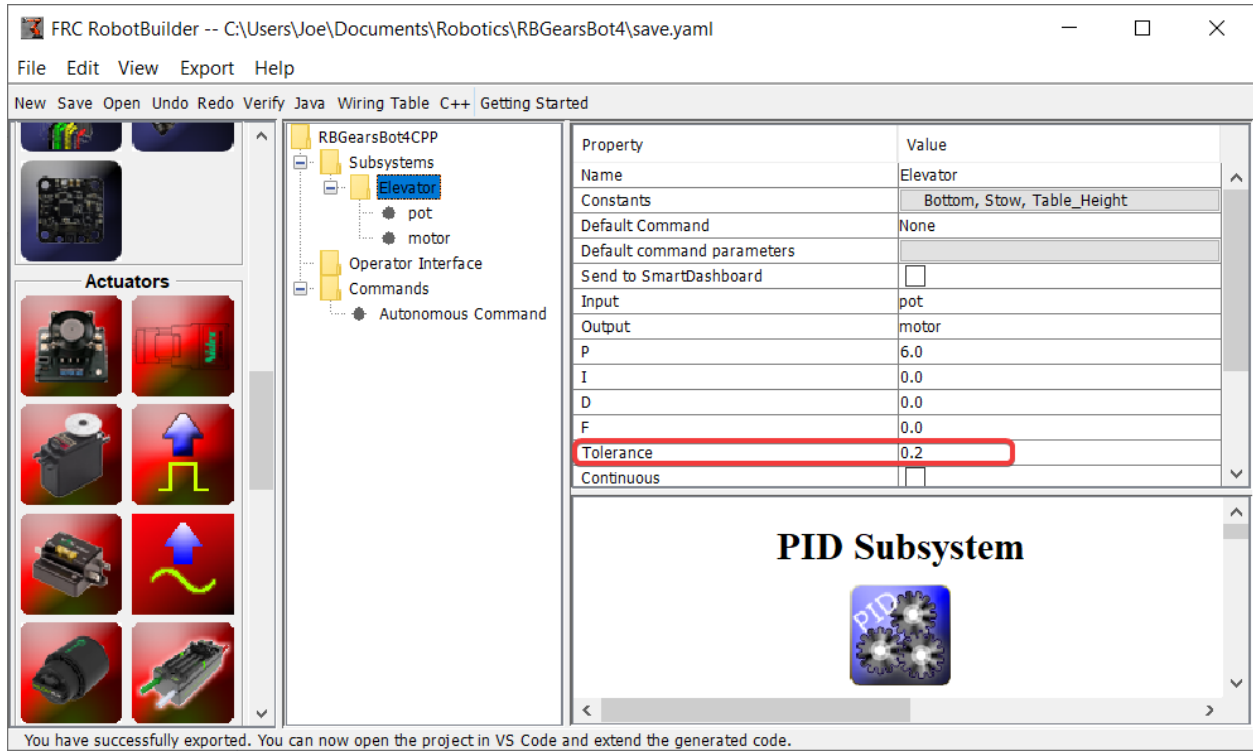 FRC RobotBuilder -- C:\Users\Joe\Documents\Robotics\RBGearsBot4\save.yaml
File Edit View Export Help
New Save Open Undo Redo Verify Java Wiring Table C++ Getting Started
Actuators
RBGearsBot4CPP
Subsystems
Elevator
pot
motor
Operator Interface
Commands
Autonomous Command
Property Value
Name Elevator
Constants Bottom, Stow, Table_Height
Default Command None
Default command parameters
Send to SmartDashboard
Input pot
Output motor
P 6.0
I 0.0
D 0.0
F 0.0
Tolerance 0.2
Continuous
PID Subsystem
PID
You have successfully exported. You can now open the project in VS Code and extend the generated code.